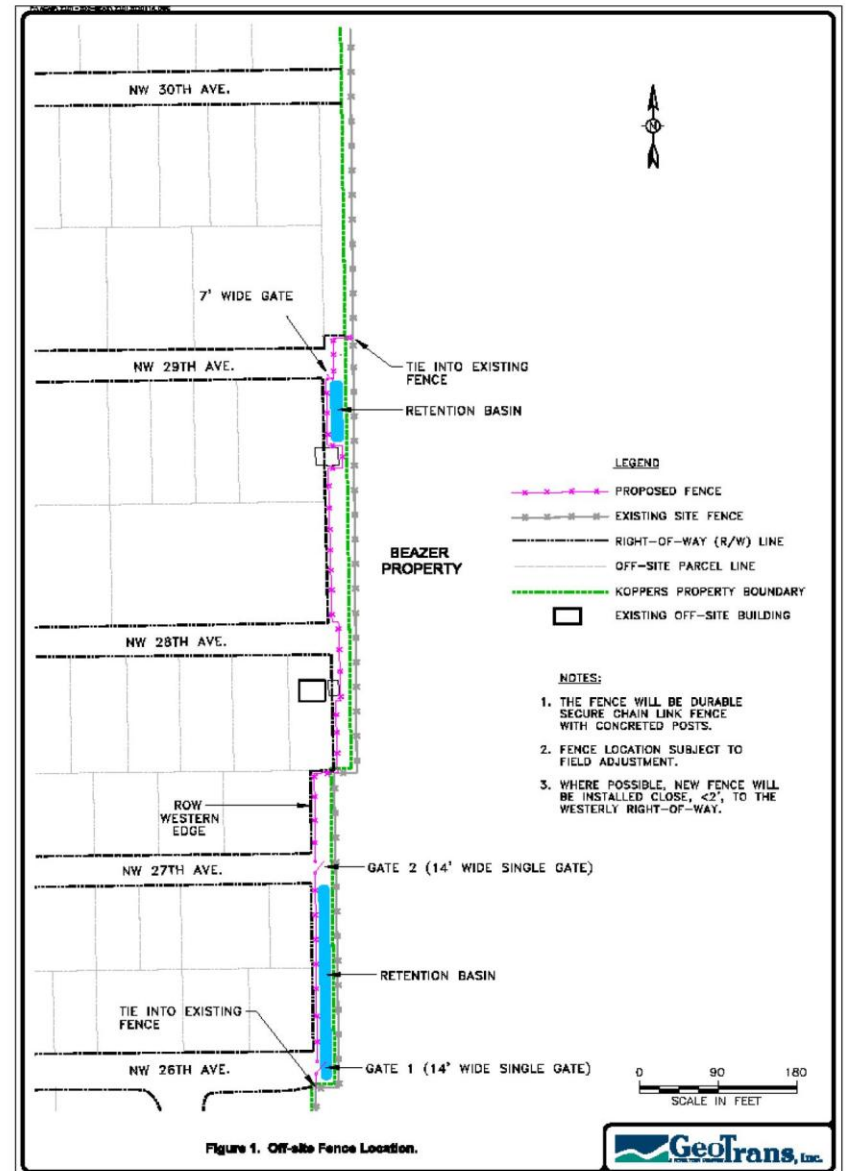 NW 30TH AVE.
N
7' WIDE GATE
NW 29TH AVE.
TIE INTO EXISTING
FENCE
RETENTION BASIN
BEAZER
PROPERTY
LEGEND
PROPOSED FENCE
EXISTING SITE FENCE
RIGHT-OF-WAY (R/W) LINE
OFF-SITE PARCEL LINE
KOPPERS PROPERTY BOUNDARY
EXISTING OFF-SITE BUILDING
NW 28TH AVE.
NOTES:
1. THE FENCE WILL BE DURABLE
SECURE CHAIN LINK FENCE
WITH CONCRETED POSTS.
2. FENCE LOCATION SUBJECT TO
FIELD ADJUSTMENT.
3. WHERE POSSIBLE, NEW FENCE WILL
BE INSTALLED CLOSE, <2', TO THE
WESTERLY RIGHT-OF-WAY.
ROW
WESTERN
EDGE
NW 27TH AVE.
GATE 2 (14' WIDE SINGLE GATE)
RETENTION BASIN
TIE INTO EXISTING
FENCE
NW 26TH AVE.
GATE 1 (14' WIDE SINGLE GATE)
0 90 180
SCALE IN FEET
Figure 1. Off-site Fence Location.
GeoTrans, Inc.